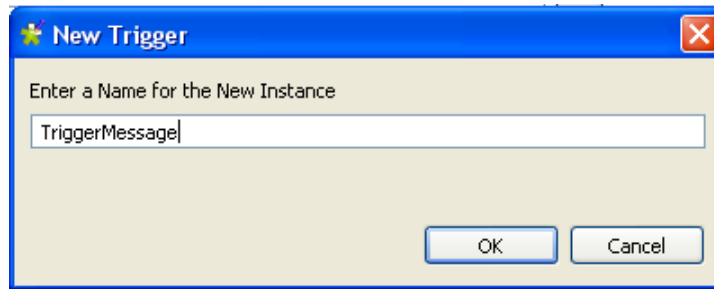 New Trigger
Enter a Name for the New Instance
TriggerMessage
OK Cancel